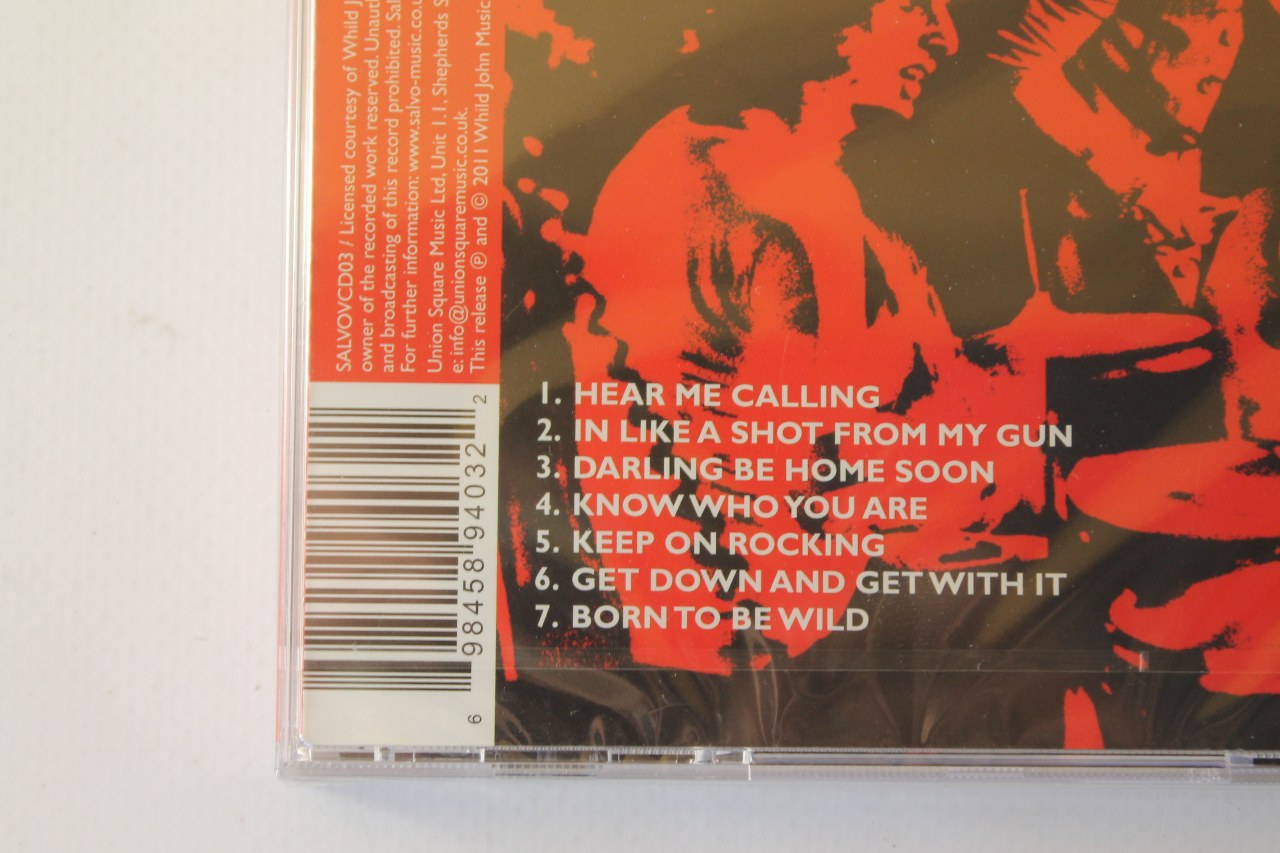 SALVOVCD03 / Licensed courtesy of Whild J
owner of the recorded work reserved. Unaut
and broadcasting of this record prohibited. Sal
For further information: www.salvo-music.co.u
Union Square Music Ltd, Unit 1.1, Shepherds S
e: info@unionsquaremusic.co.uk.
This release ℗ and © 2011 Whild John Music
6 98458 94032 2
1. HEAR ME CALLING
2. IN LIKE A SHOT FROM MY GUN
3. DARLING BE HOME SOON
4. KNOW WHO YOU ARE
5. KEEP ON ROCKING
6. GET DOWN AND GET WITH IT
7. BORN TO BE WILD